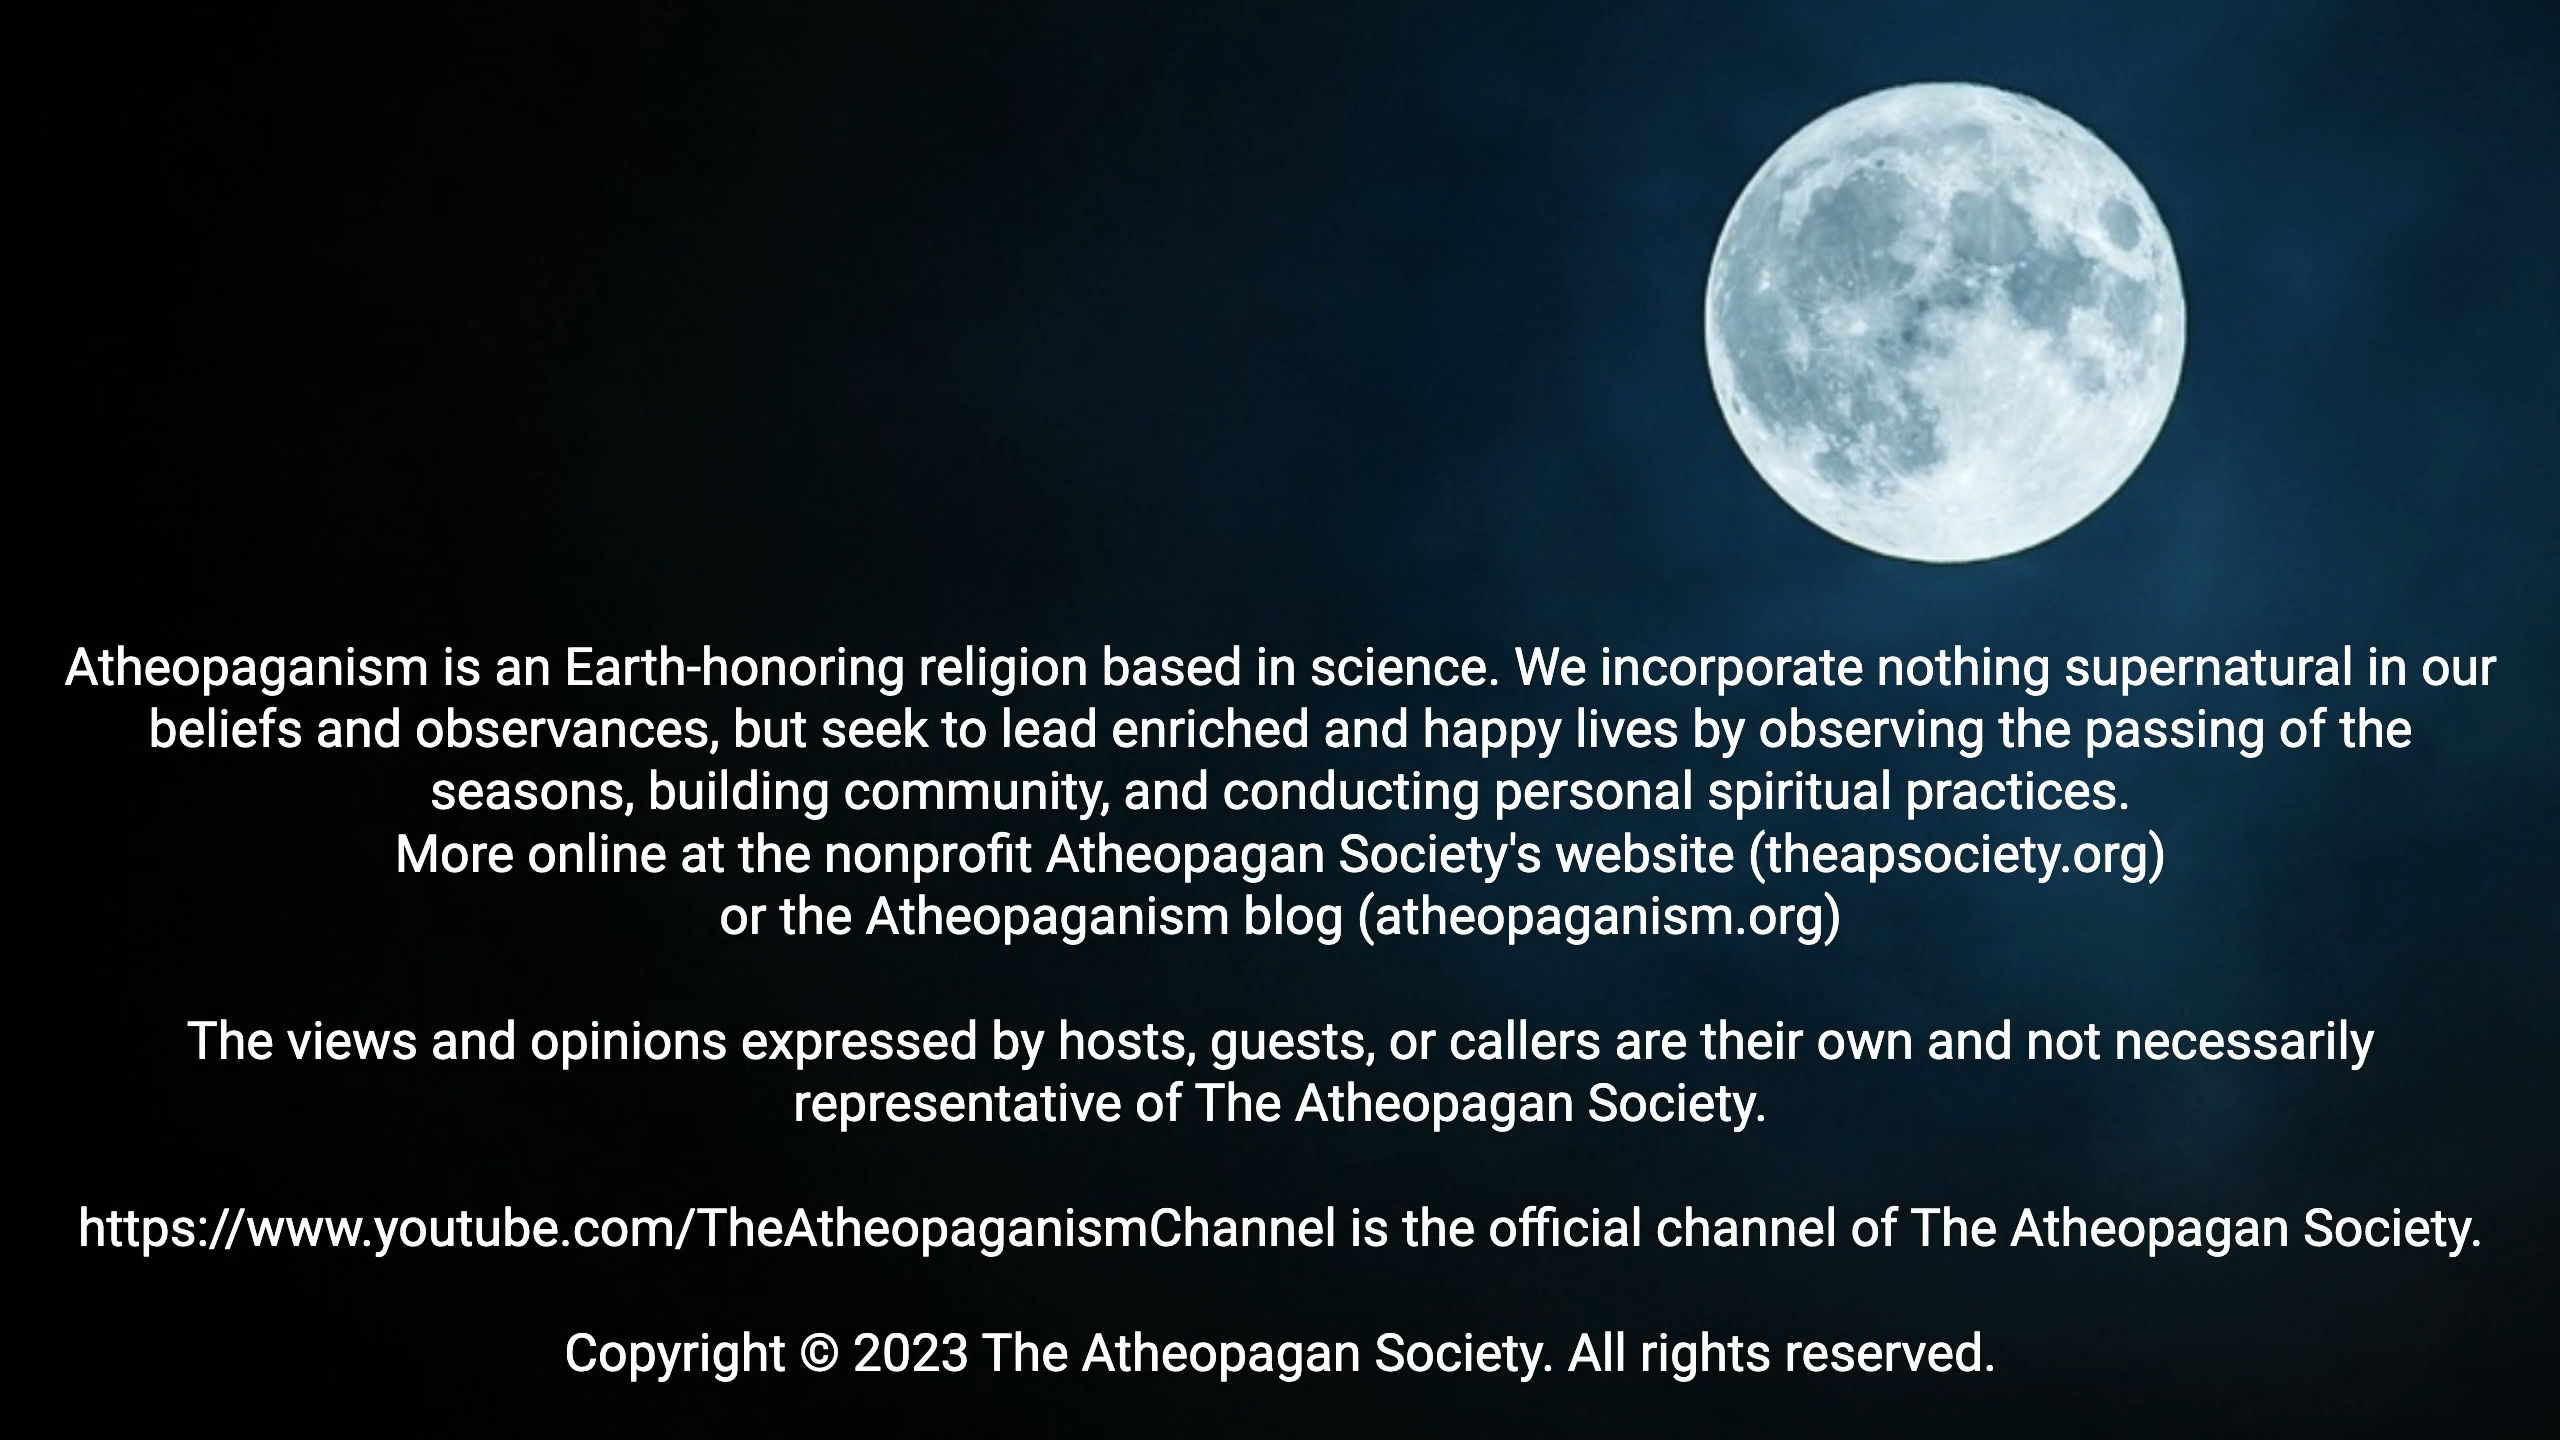 Atheopaganism is an Earth-honoring religion based in science. We incorporate nothing supernatural in our
beliefs and observances, but seek to lead enriched and happy lives by observing the passing of the
seasons, building community, and conducting personal spiritual practices.
More online at the nonprofit Atheopagan Society's website (theapsociety.org)
or the Atheopaganism blog (atheopaganism.org)
The views and opinions expressed by hosts, guests, or callers are their own and not necessarily
representative of The Atheopagan Society.
https://www.youtube.com/TheAtheopaganismChannel is the official channel of The Atheopagan Society.
Copyright © 2023 The Atheopagan Society. All rights reserved.